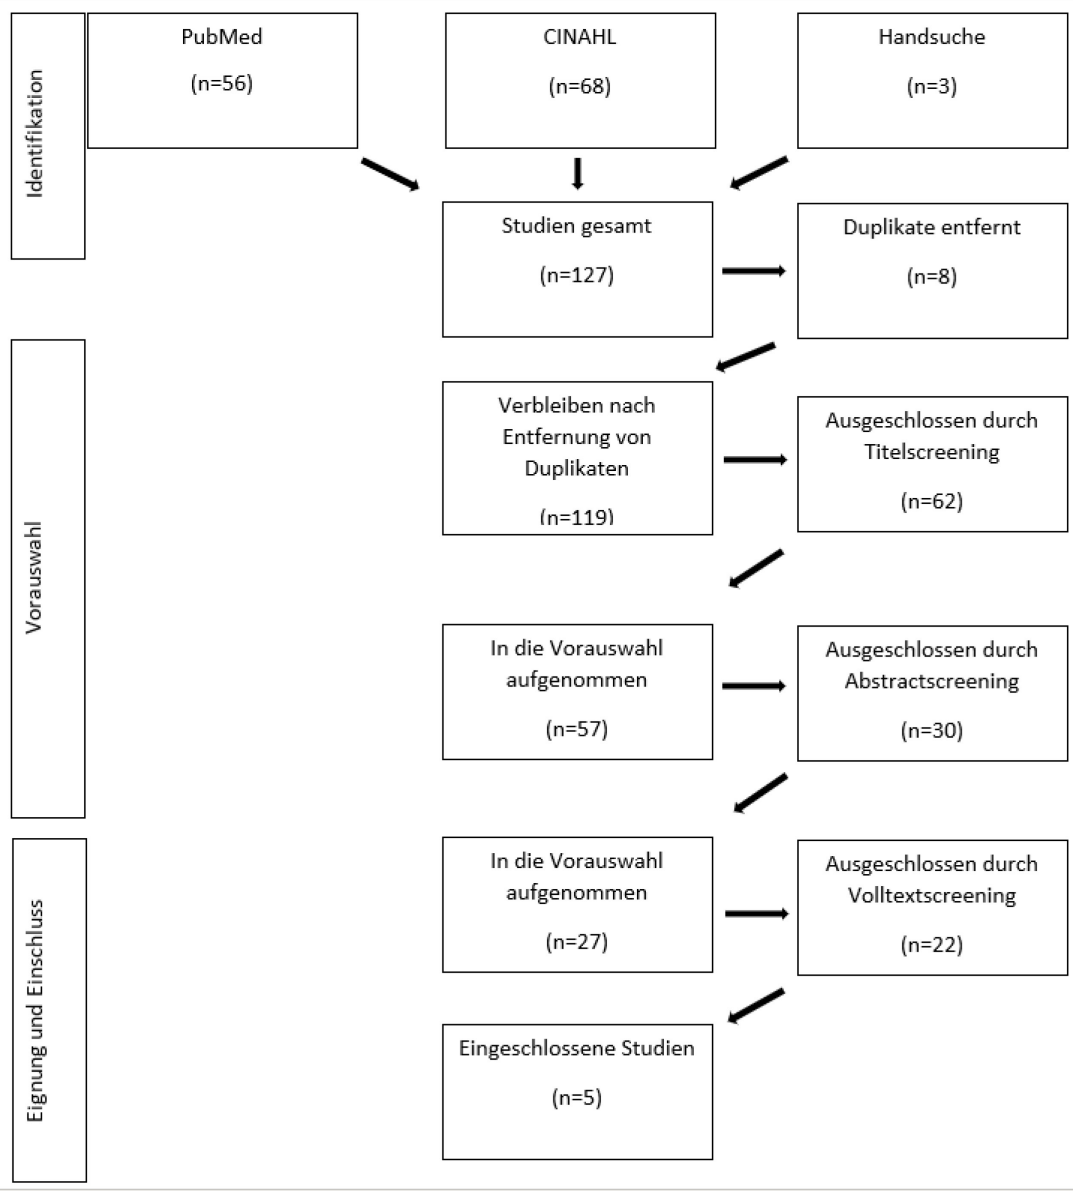 Identifikation
PubMed
(n=56)
CINAHL
(n=68)
Handsuche
(n=3)
Studien gesamt
(n=127)
Duplikate entfernt
(n=8)
Vorauswahl
Verbleiben nach
Entfernung von
Duplikaten
(n=119)
Ausgeschlossen durch
Titelscreening
(n=62)
In die Vorauswahl
aufgenommen
(n=57)
Ausgeschlossen durch
Abstractscreening
(n=30)
Eignung und Einschluss
In die Vorauswahl
aufgenommen
(n=27)
Ausgeschlossen durch
Volltextscreening
(n=22)
Eingeschlossene Studien
(n=5)